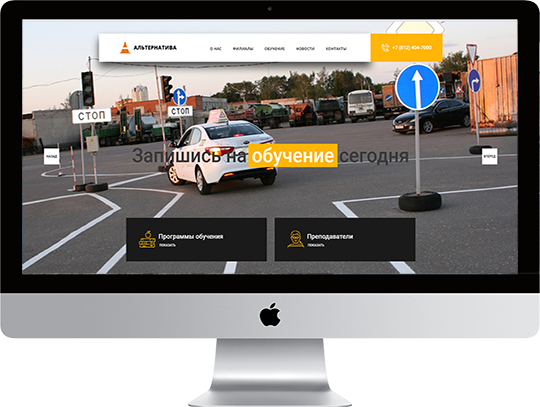 АЛЬТЕРНАТИВА
О НАС ФИЛИАЛЫ ОБУЧЕНИЕ НОВОСТИ КОНТАКТЫ
+7 (812) 404-7000
СТОП
СТОП
Запишись на обучение сегодня
НАЗАД
ВПЕРЕД
Программы обучения
ПОКАЗАТЬ
Преподаватели
ПОКАЗАТЬ